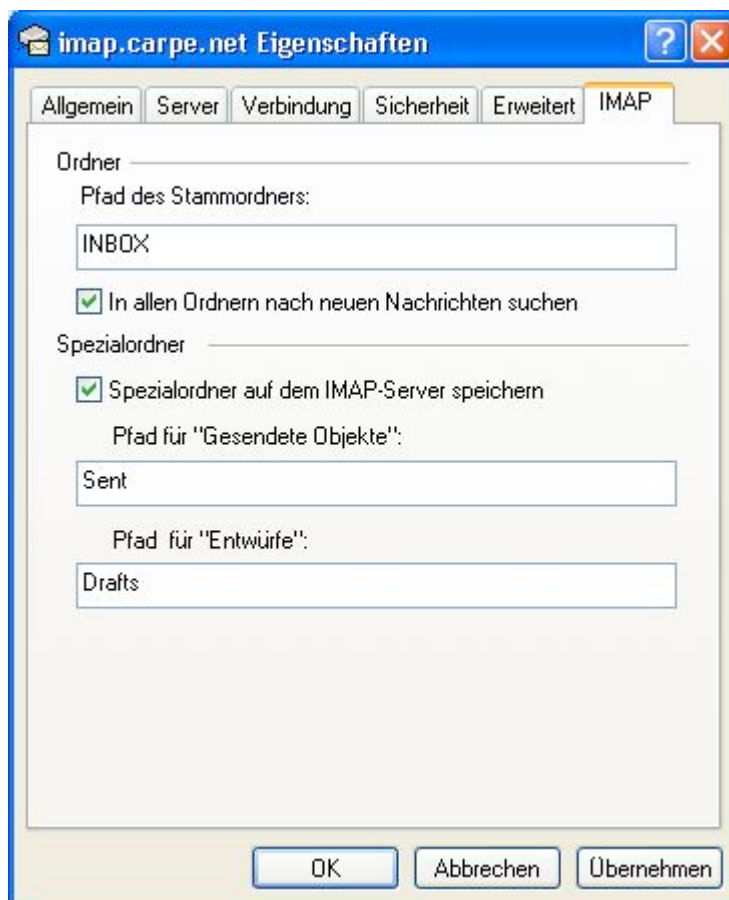 imap.carpe.net Eigenschaften
Allgemein Server Verbindung Sicherheit Erweitert IMAP
Ordner
Pfad des Stammordners:
INBOX
In allen Ordnern nach neuen Nachrichten suchen
Spezialordner
Spezialordner auf dem IMAP-Server speichern
Pfad für "Gesendete Objekte":
Sent
Pfad für "Entwürfe":
Drafts
OK Abbrechen Übernehmen